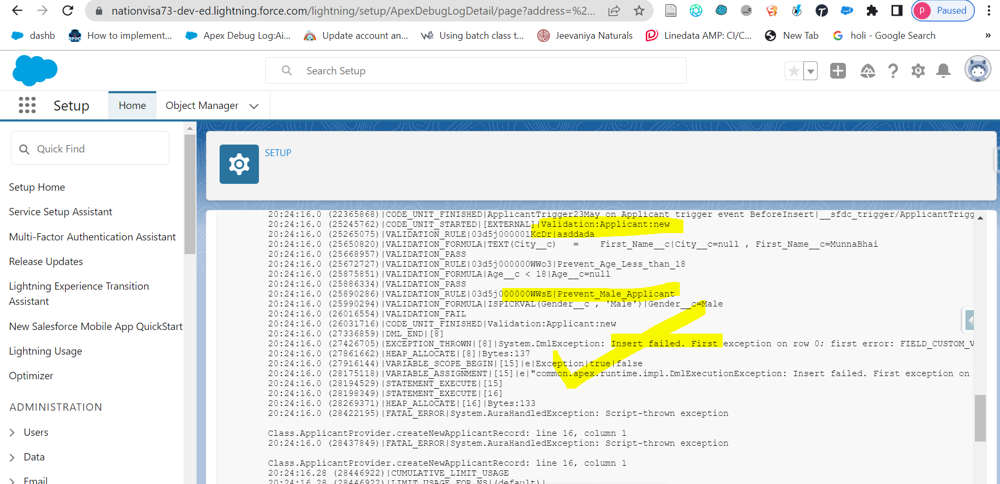 nationvisa73-dev-ed.lightning.force.com/lightning/setup/ApexDebugLogDetail/page?address=%2...
P
Paused
dashb
How to implement...
Apex Debug Log:Ai...
Update account an...
Using batch class t...
Jeevaniya Naturals
Linedata AMP: CI/C...
New Tab
holi - Google Search
»
Search Setup
Setup
Home
Object Manager
Quick Find
Setup Home
Service Setup Assistant
Multi-Factor Authentication Assistant
Release Updates
Lightning Experience Transition
Assistant
New Salesforce Mobile App QuickStart
Lightning Usage
Optimizer
ADMINISTRATION
Users
Data
Email
SETUP
20:24:16.0 (22365868)|CODE_UNIT_FINISHED|ApplicantTrigger23May on Applicant trigger event BeforeInsert|__sfdc_trigger/ApplicantTrigg
20:24:16.0 (25245762)|CODE_UNIT_STARTED|[EXTERNAL]|Validation:Applicant:new
20:24:16.0 (25265075)|VALIDATION_RULE|03d5j000001KcDr|asddada
20:24:16.0 (25650820)|VALIDATION_FORMULA|TEXT(City__c)   =    First_Name__c|City__c=null , First_Name__c=MunnaBhai
20:24:16.0 (25668957)|VALIDATION_PASS
20:24:16.0 (25672727)|VALIDATION_RULE|03d5j000000WWo3|Prevent_Age_Less_than_18
20:24:16.0 (25875851)|VALIDATION_FORMULA|Age__c < 18|Age__c=null
20:24:16.0 (25886334)|VALIDATION_PASS
20:24:16.0 (25890286)|VALIDATION_RULE|03d5j000000WWsE|Prevent_Male_Applicant
20:24:16.0 (25990294)|VALIDATION_FORMULA|ISPICKVAL(Gender__c , 'Male')|Gender__c=Male
20:24:16.0 (26016554)|VALIDATION_FAIL
20:24:16.0 (26031716)|CODE_UNIT_FINISHED|Validation:Applicant:new
20:24:16.0 (27336859)|DML_END|[8]
20:24:16.0 (27426705)|EXCEPTION_THROWN|[8]|System.DmlException: Insert failed. First exception on row 0; first error: FIELD_CUSTOM_V
20:24:16.0 (27861662)|HEAP_ALLOCATE|[8]|Bytes:137
20:24:16.0 (27916144)|VARIABLE_SCOPE_BEGIN|[15]|e|Exception|true|false
20:24:16.0 (28175118)|VARIABLE_ASSIGNMENT|[15]|e|"common.apex.runtime.impl.DmlExecutionException: Insert failed. First exception on
20:24:16.0 (28194529)|STATEMENT_EXECUTE|[15]
20:24:16.0 (28198349)|STATEMENT_EXECUTE|[16]
20:24:16.0 (28269371)|HEAP_ALLOCATE|[16]|Bytes:133
20:24:16.0 (28422195)|FATAL_ERROR|System.AuraHandledException: Script-thrown exception
Class.ApplicantProvider.createNewApplicantRecord: line 16, column 1
20:24:16.0 (28437849)|FATAL_ERROR|System.AuraHandledException: Script-thrown exception
Class.ApplicantProvider.createNewApplicantRecord: line 16, column 1
20:24:16.28 (28446922)|CUMULATIVE_LIMIT_USAGE
20:24:16.28 (28446922)|LIMIT_USAGE_FOR_NS|(default)|